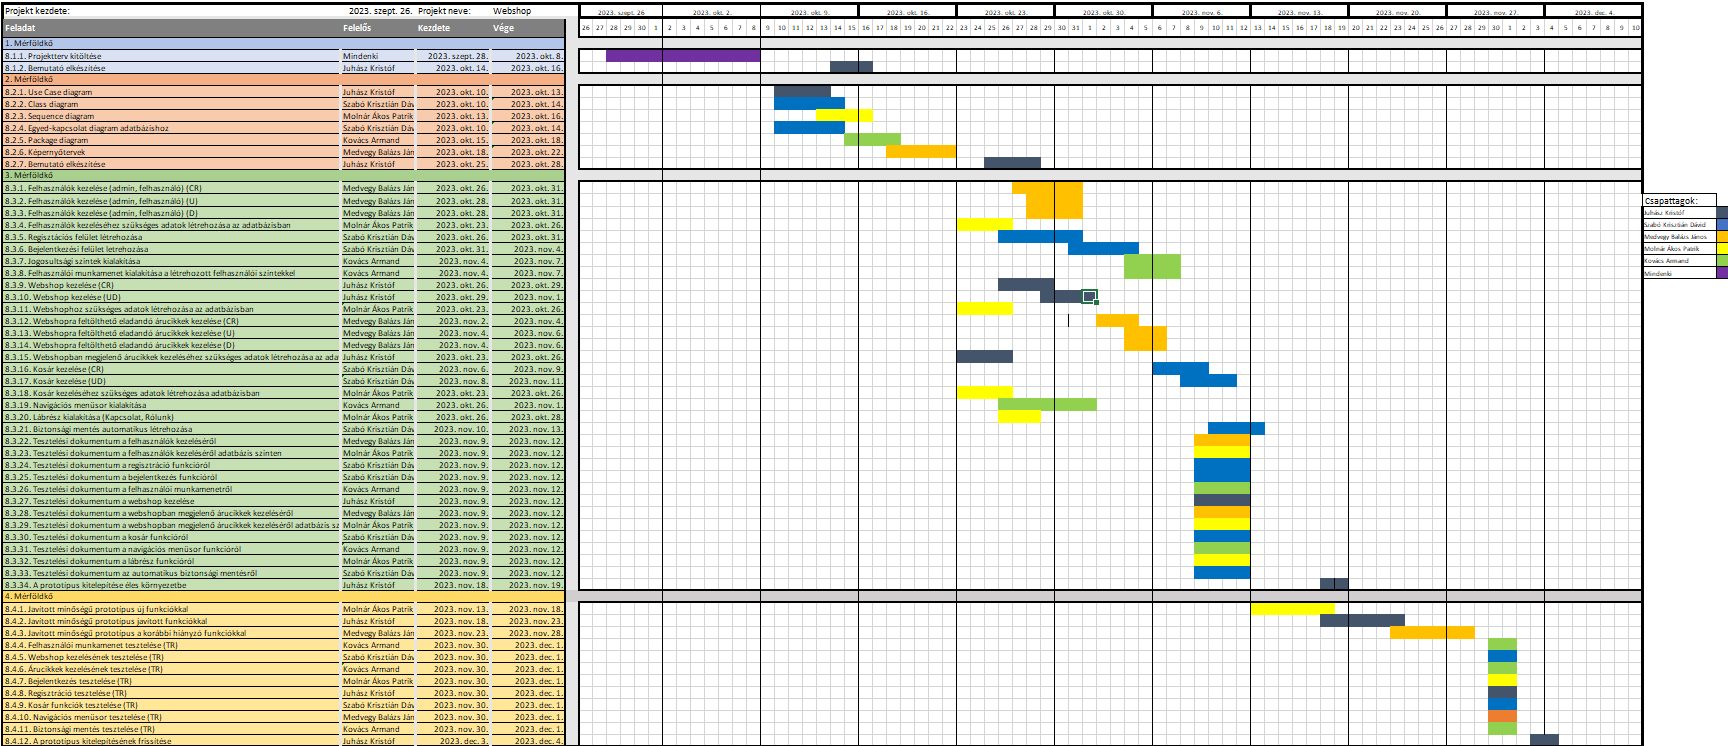 Projekt kezdete: 2023. szept. 26. Projekt neve: Webshop 2023. szept. 26 2023. okt. 2. 2023. okt. 9. 2023. okt. 16. 2023. okt. 23. 2023. okt. 30. 2023. nov. 6. 2023. nov. 13. 2023. nov. 20. 2023. nov. 27. 2023. dec. 4.
Feladat Felelős Kezdete Vége 26 27 28 29 30 1 2 3 4 5 6 7 8 9 10 11 12 13 14 15 16 17 18 19 20 21 22 23 24 25 26 27 28 29 30 31 1 2 3 4 5 6 7 8 9 10 11 12 13 14 15 16 17 18 19 20 21 22 23 24 25 26 27 28 29 30 1 2 3 4 5 6 7 8 9 10
1. Mérföldkő
8.1.1. Projektterv kitöltése Mindenki 2023. szept. 28. 2023. okt. 8.
8.1.2. Bemutató elkészítése Juhász Kristóf 2023. okt. 14. 2023. okt. 16.
2. Mérföldkő
8.2.1. Use Case diagram Juhász Kristóf 2023. okt. 10. 2023. okt. 13.
8.2.2. Class diagram Szabó Krisztián Dáv 2023. okt. 10. 2023. okt. 14.
8.2.3. Sequence diagram Molnár Ákos Patrik 2023. okt. 13. 2023. okt. 16.
8.2.4. Egyed-kapcsolat diagram adatbázishoz Szabó Krisztián Dáv 2023. okt. 10. 2023. okt. 14.
8.2.5. Package diagram Kovács Armand 2023. okt. 15. 2023. okt. 18.
8.2.6. Képernyőtervek Medvegy Balázs Ján 2023. okt. 18. 2023. okt. 22.
8.2.7. Bemutató elkészítése Juhász Kristóf 2023. okt. 25. 2023. okt. 28.
3. Mérföldkő
8.3.1. Felhasználók kezelése (admin, felhasználó) (CR) Medvegy Balázs Ján 2023. okt. 26. 2023. okt. 31.
8.3.2. Felhasználók kezelése (admin, felhasználó) (U) Medvegy Balázs Ján 2023. okt. 28. 2023. okt. 31.
8.3.3. Felhasználók kezelése (admin, felhasználó) (D) Medvegy Balázs Ján 2023. okt. 28. 2023. okt. 31.
8.3.4. Felhasználók kezeléséhez szükséges adatok létrehozása az adatbázisban Molnár Ákos Patrik 2023. okt. 23. 2023. okt. 26.
8.3.5. Regisztációs felület létrehozása Szabó Krisztián Dáv 2023. okt. 26. 2023. okt. 31.
8.3.6. Bejelentkezési felület létrehozása Szabó Krisztián Dáv 2023. okt. 31. 2023. nov. 4.
8.3.7. Jogosultsági szintek kialakítása Kovács Armand 2023. nov. 4. 2023. nov. 7.
8.3.8. Felhasználói munkamenet kialakítása a létrehozott felhasználói szintekkel Kovács Armand 2023. nov. 4. 2023. nov. 7.
8.3.9. Webshop kezelése (CR) Juhász Kristóf 2023. okt. 26. 2023. okt. 29.
8.3.10. Webshop kezelése (UD) Juhász Kristóf 2023. okt. 29. 2023. nov. 1.
8.3.11. Webshophoz szükséges adatok létrehozása az adatbázisban Molnár Ákos Patrik 2023. okt. 23. 2023. okt. 26.
8.3.12. Webshopra feltölthető eladandó árucikkek kezelése (CR) Medvegy Balázs Ján 2023. nov. 2. 2023. nov. 4.
8.3.13. Webshopra feltölthető eladandó árucikkek kezelése (U) Medvegy Balázs Ján 2023. nov. 4. 2023. nov. 6.
8.3.14. Webshopra feltölthető eladandó árucikkek kezelése (D) Medvegy Balázs Ján 2023. nov. 4. 2023. nov. 6.
8.3.15. Webshopban megjelenő árucikkek kezeléséhez szükséges adatok létrehozása az ada Juhász Kristóf 2023. okt. 23. 2023. okt. 26.
8.3.16. Kosár kezelése (CR) Szabó Krisztián Dáv 2023. nov. 6. 2023. nov. 9.
8.3.17. Kosár kezelése (UD) Szabó Krisztián Dáv 2023. nov. 8. 2023. nov. 11.
8.3.18. Kosár kezeléséhez szükséges adatok létrehozása adatbázisban Molnár Ákos Patrik 2023. okt. 23. 2023. okt. 26.
8.3.19. Navigációs menüsor kialakítása Kovács Armand 2023. okt. 26. 2023. nov. 1.
8.3.20. Lábrész kialakítása (Kapcsolat, Rólunk) Molnár Ákos Patrik 2023. okt. 26. 2023. okt. 28.
8.3.21. Biztonsági mentés automatikus létrehozása Szabó Krisztián Dáv 2023. nov. 10. 2023. nov. 13.
8.3.22. Tesztelési dokumentum a felhasználók kezeléséről Medvegy Balázs Ján 2023. nov. 9. 2023. nov. 12.
8.3.23. Tesztelési dokumentum a felhasználók kezeléséről adatbázis szinten Molnár Ákos Patrik 2023. nov. 9. 2023. nov. 12.
8.3.24. Tesztelési dokumentum a regisztráció funkcióról Szabó Krisztián Dáv 2023. nov. 9. 2023. nov. 12.
8.3.25. Tesztelési dokumentum a bejelentkezés funkcióról Szabó Krisztián Dáv 2023. nov. 9. 2023. nov. 12.
8.3.26. Tesztelési dokumentum a felhasználói munkamenetről Kovács Armand 2023. nov. 9. 2023. nov. 12.
8.3.27. Tesztelési dokumentum a webshop kezelése Juhász Kristóf 2023. nov. 9. 2023. nov. 12.
8.3.28. Tesztelési dokumentum a webshopban megjelenő árucikkek kezeléséről Medvegy Balázs Ján 2023. nov. 9. 2023. nov. 12.
8.3.29. Tesztelési dokumentum a webshopban megjelenő árucikkek kezeléséről adatbázis sz Molnár Ákos Patrik 2023. nov. 9. 2023. nov. 12.
8.3.30. Tesztelési dokumentum a kosár funkcióról Szabó Krisztián Dáv 2023. nov. 9. 2023. nov. 12.
8.3.31. Tesztelési dokumentum a navigációs menüsor funkcióról Kovács Armand 2023. nov. 9. 2023. nov. 12.
8.3.32. Tesztelési dokumentum a lábrész funkcióról Molnár Ákos Patrik 2023. nov. 9. 2023. nov. 12.
8.3.33. Tesztelési dokumentum az automatikus biztonsági mentésről Szabó Krisztián Dáv 2023. nov. 9. 2023. nov. 12.
8.3.34. A prototípus kitelepítése éles környezetbe Juhász Kristóf 2023. nov. 18. 2023. nov. 19.
4. Mérföldkő
8.4.1. Javított minőségű prototípus új funkciókkal Molnár Ákos Patrik 2023. nov. 13. 2023. nov. 18.
8.4.2. Javított minőségű prototípus javított funkciókkal Juhász Kristóf 2023. nov. 18. 2023. nov. 23.
8.4.3. Javított minőségű prototípus a korábbi hiányzó funkciókkal Medvegy Balázs Ján 2023. nov. 23. 2023. nov. 28.
8.4.4. Felhasználói munkamenet tesztelése (TR) Kovács Armand 2023. nov. 30. 2023. dec. 1.
8.4.5. Webshop kezelésének tesztelése (TR) Szabó Krisztián Dáv 2023. nov. 30. 2023. dec. 1.
8.4.6. Árucikkek kezelésének tesztelése (TR) Kovács Armand 2023. nov. 30. 2023. dec. 1.
8.4.7. Bejelentkezés tesztelése (TR) Molnár Ákos Patrik 2023. nov. 30. 2023. dec. 1.
8.4.8. Regisztráció tesztelése (TR) Juhász Kristóf 2023. nov. 30. 2023. dec. 1.
8.4.9. Kosár funkciók tesztelése (TR) Szabó Krisztián Dáv 2023. nov. 30. 2023. dec. 1.
8.4.10. Navigációs menüsor tesztelése (TR) Medvegy Balázs Ján 2023. nov. 30. 2023. dec. 1.
8.4.11. Biztonsági mentés tesztelése (TR) Kovács Armand 2023. nov. 30. 2023. dec. 1.
8.4.12. A prototípus kitelepítésének frissítése Juhász Kristóf 2023. dec. 3. 2023. dec. 4.
Csapattagok:
Juhász Kristóf
Szabó Krisztián Dávid
Medvegy Balázs János
Molnár Ákos Patrik
Kovács Armand
Mindenki